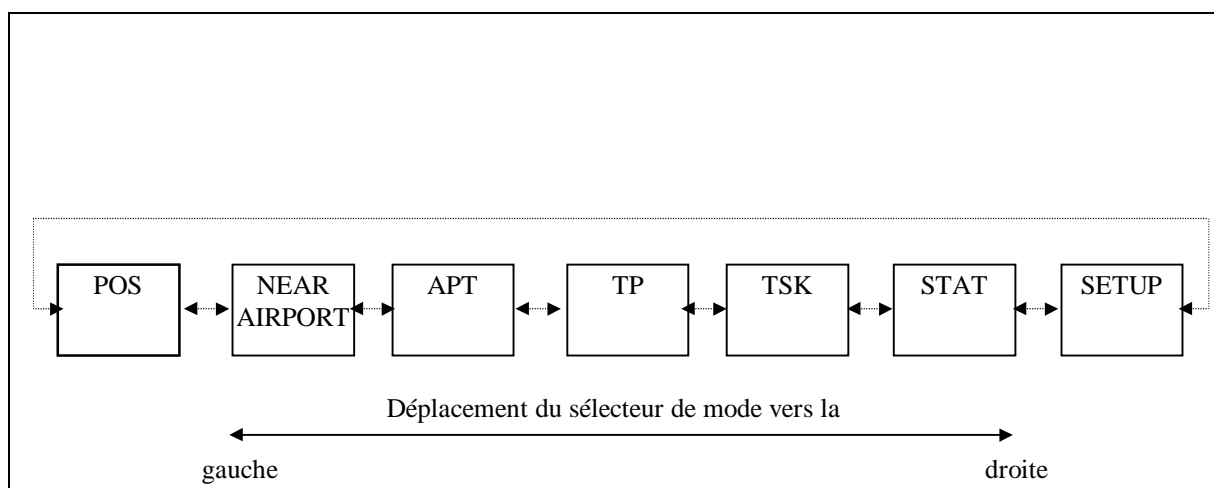 POS
NEAR
AIRPORT
APT
TP
TSK
STAT
SETUP
Déplacement du sélecteur de mode vers la
gauche
droite